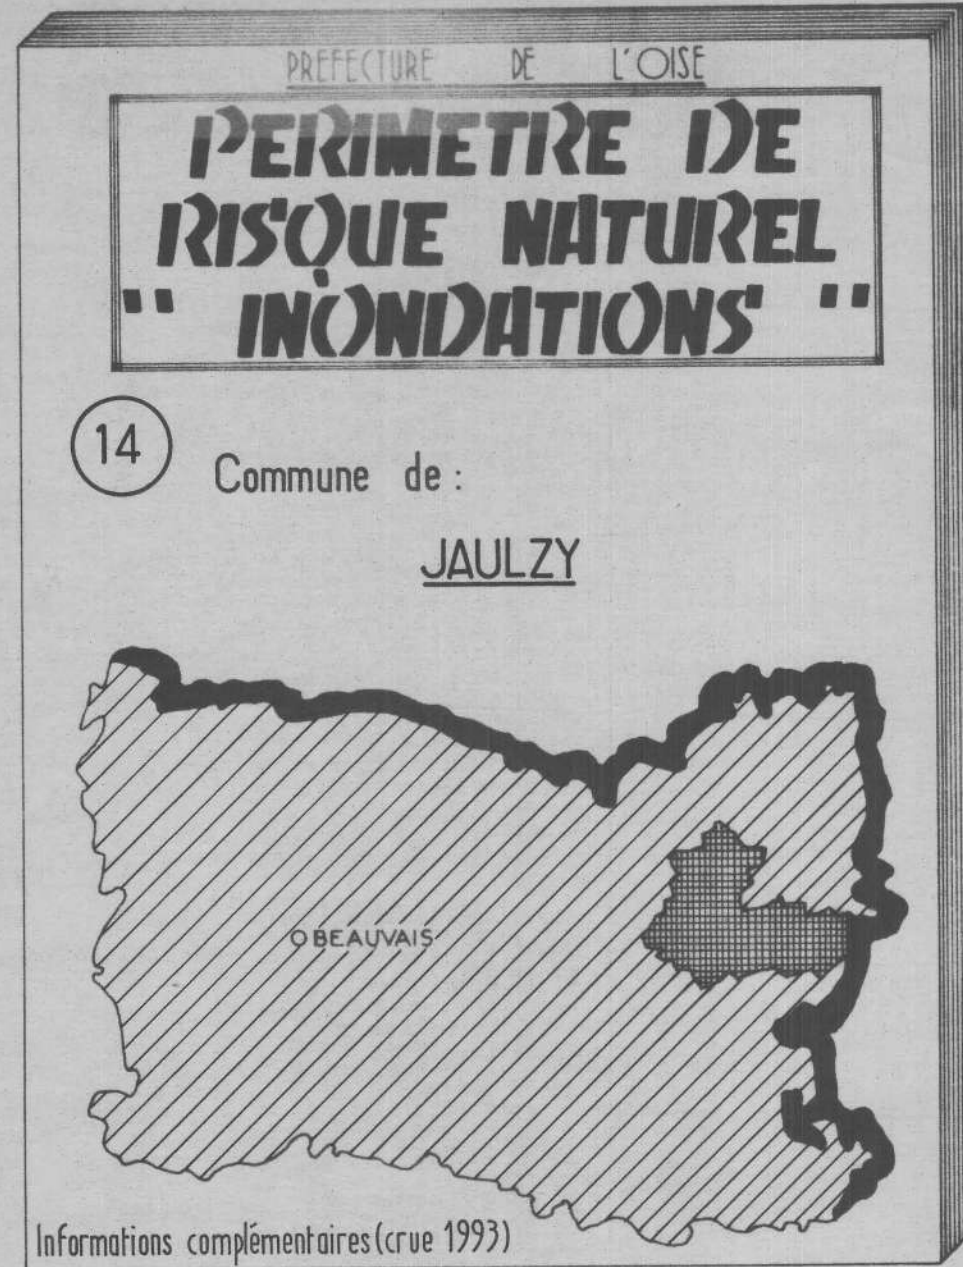 PREFECTURE DE L'OISE
PERIMETRE DE
RISQUE NATUREL
" INONDATIONS "
14
Commune de :
JAULZY
BEAUVAIS
Informations complémentaires (crue 1993)